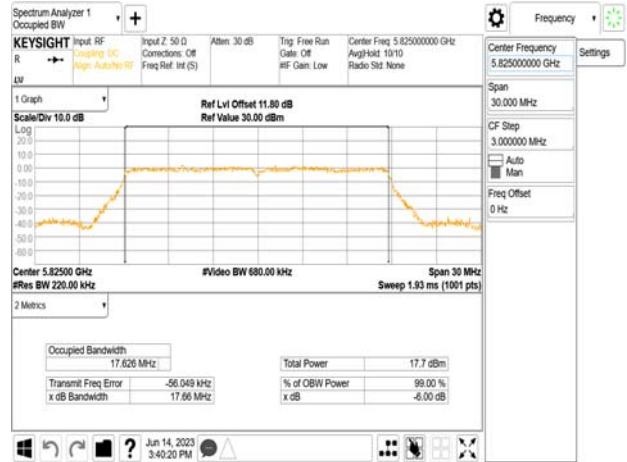 Spectrum Analyzer 1
Occupied BW
Frequency
KEYSIGHT
Input: RF
Coupling: DC
Align: Auto/No RF
Input Z: 50 Ω
Corrections: Off
Freq Ref: Int (S)
Atten: 30 dB
Trig: Free Run
Gate: Off
#IF Gain: Low
Center Freq: 5.825000000 GHz
Avg|Hold: 10/10
Radio Std: None
R
LXI
Center Frequency
5.825000000 GHz
Settings
Span
30.000 MHz
CF Step
3.000000 MHz
Auto
Man
Freq Offset
0 Hz
1 Graph
Scale/Div 10.0 dB
Ref Lvl Offset 11.80 dB
Ref Value 30.00 dBm
Log
20.0
10.0
0.00
-10.0
-20.0
-30.0
-40.0
-50.0
-60.0
Center 5.82500 GHz
#Video BW 680.00 kHz
Span 30 MHz
#Res BW 220.00 kHz
Sweep 1.93 ms (1001 pts)
2 Metrics
Occupied Bandwidth
17.626 MHz
Total Power 17.7 dBm
Transmit Freq Error -56.049 kHz
% of OBW Power 99.00 %
x dB Bandwidth 17.66 MHz
x dB -6.00 dB
Jun 14, 2023
3:40:20 PM